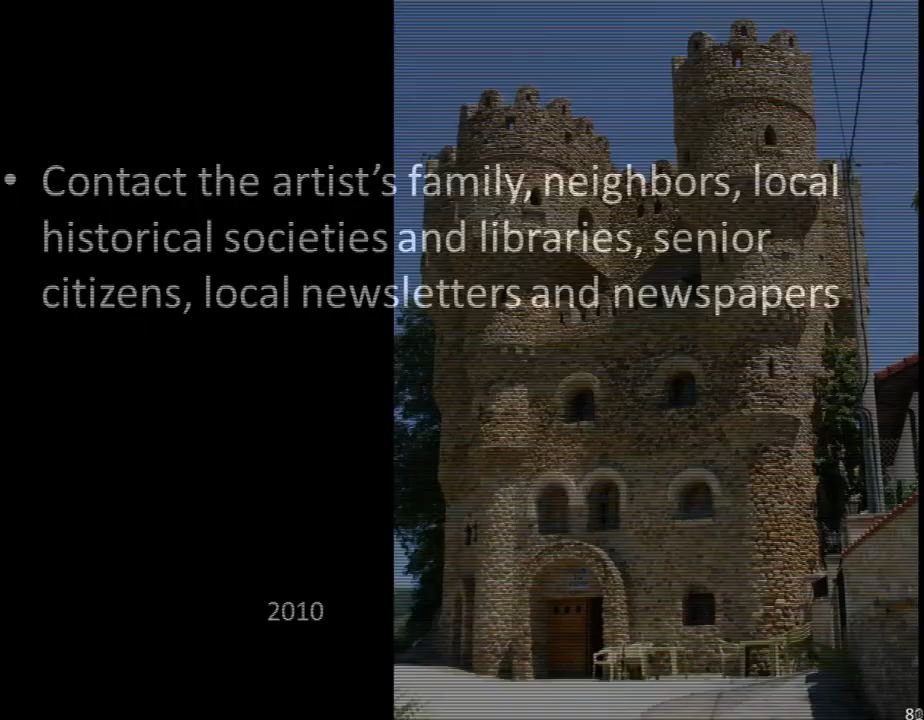 • Contact the artist's family, neighbors, local
historical societies and libraries, senior
citizens, local newsletters and newspapers
2010